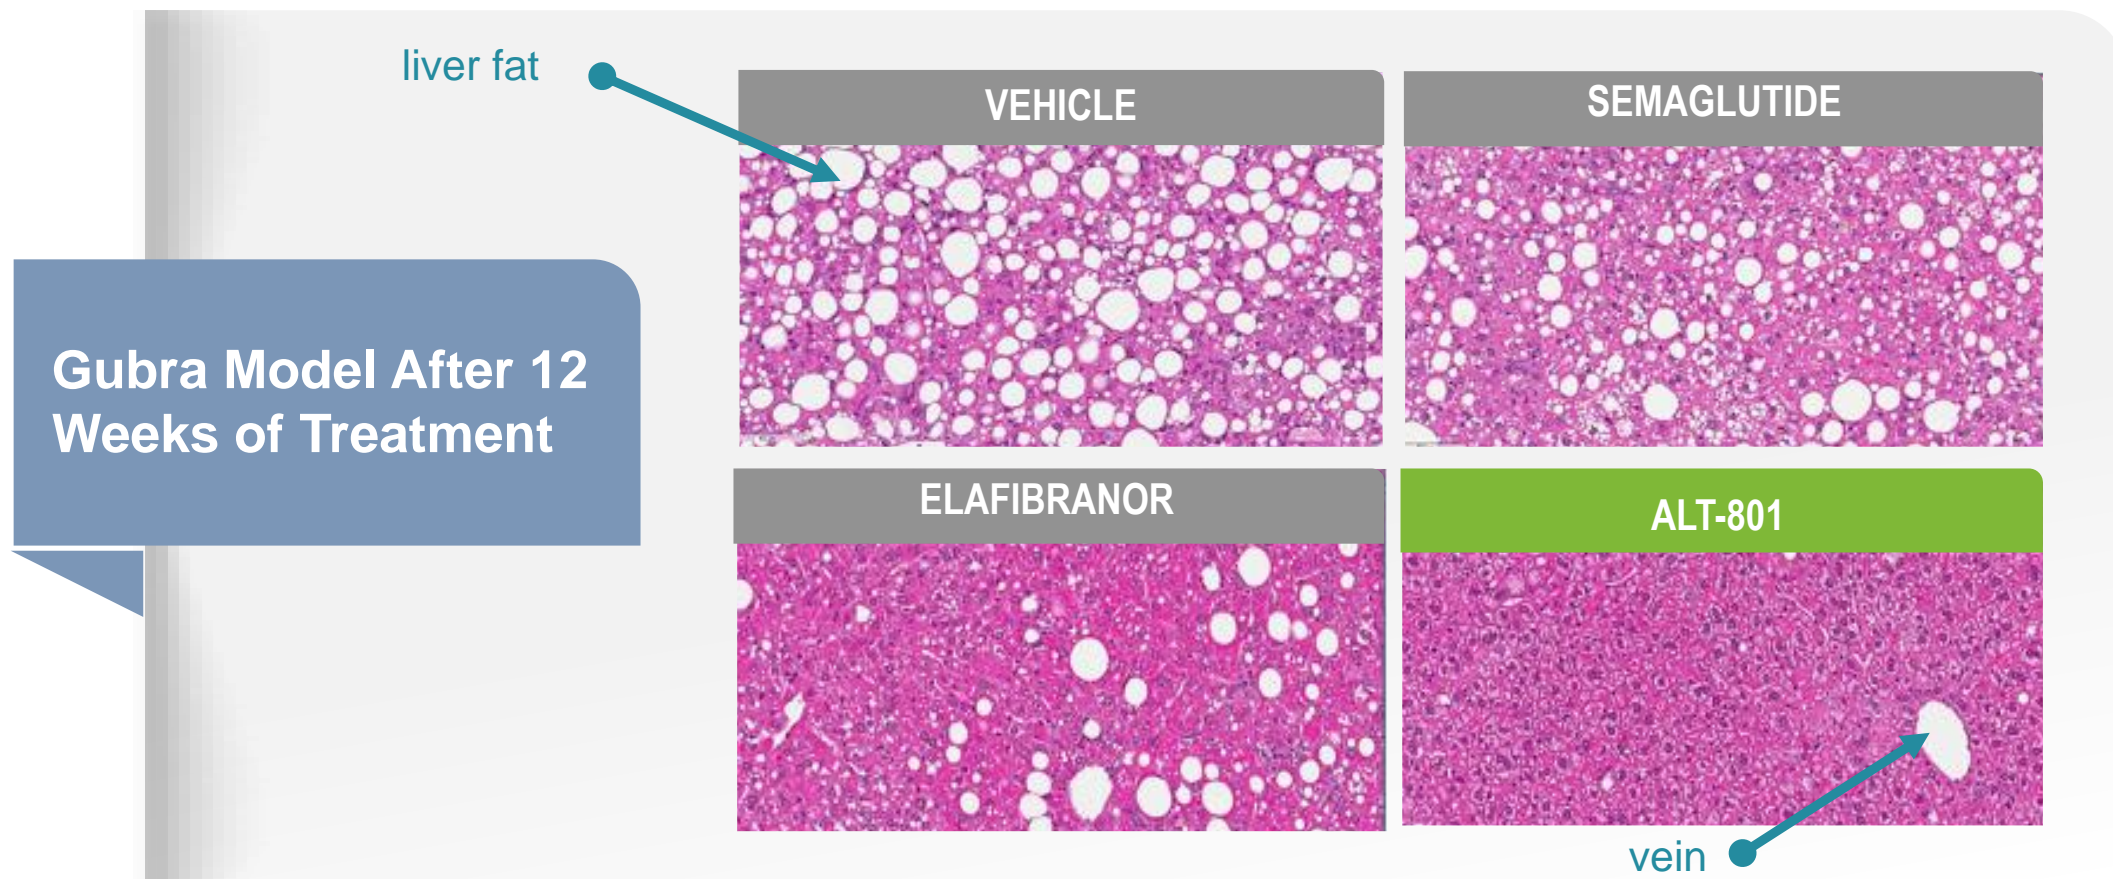 liver fat
VEHICLE
SEMAGLUTIDE
Gubra Model After 12
Weeks of Treatment
ELAFIBRANOR
ALT-801
vein